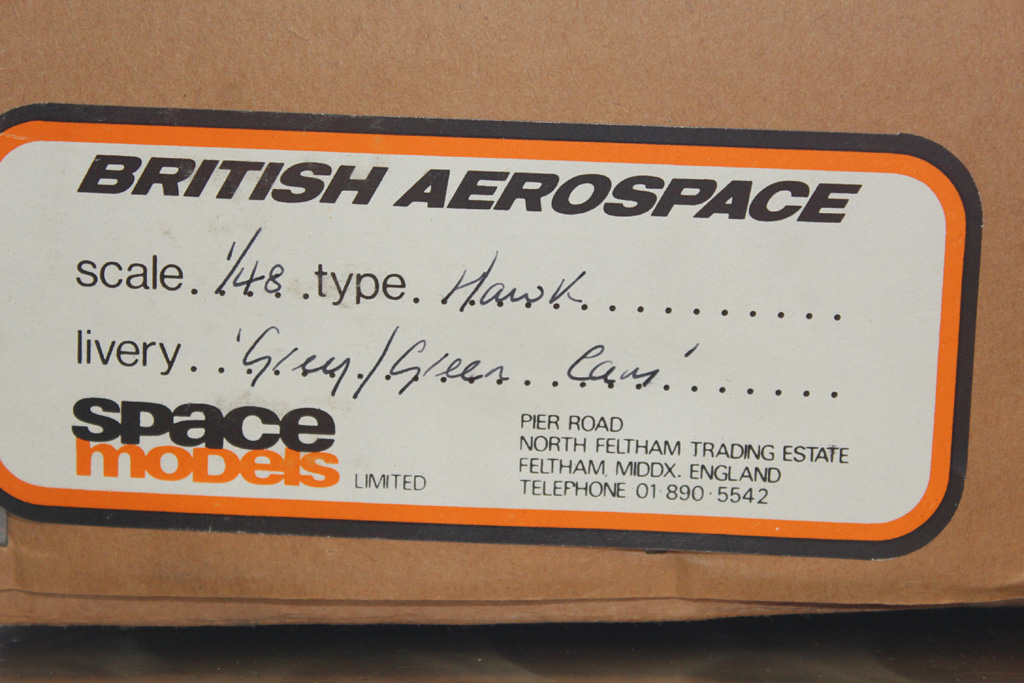 BRITISH AEROSPACE
scale. 1/48 .type. Hawk
livery.. 'Grey/Green.. Cam'
space
models LIMITED
PIER ROAD
NORTH FELTHAM TRADING ESTATE
FELTHAM, MIDDX. ENGLAND
TELEPHONE 01·890·5542